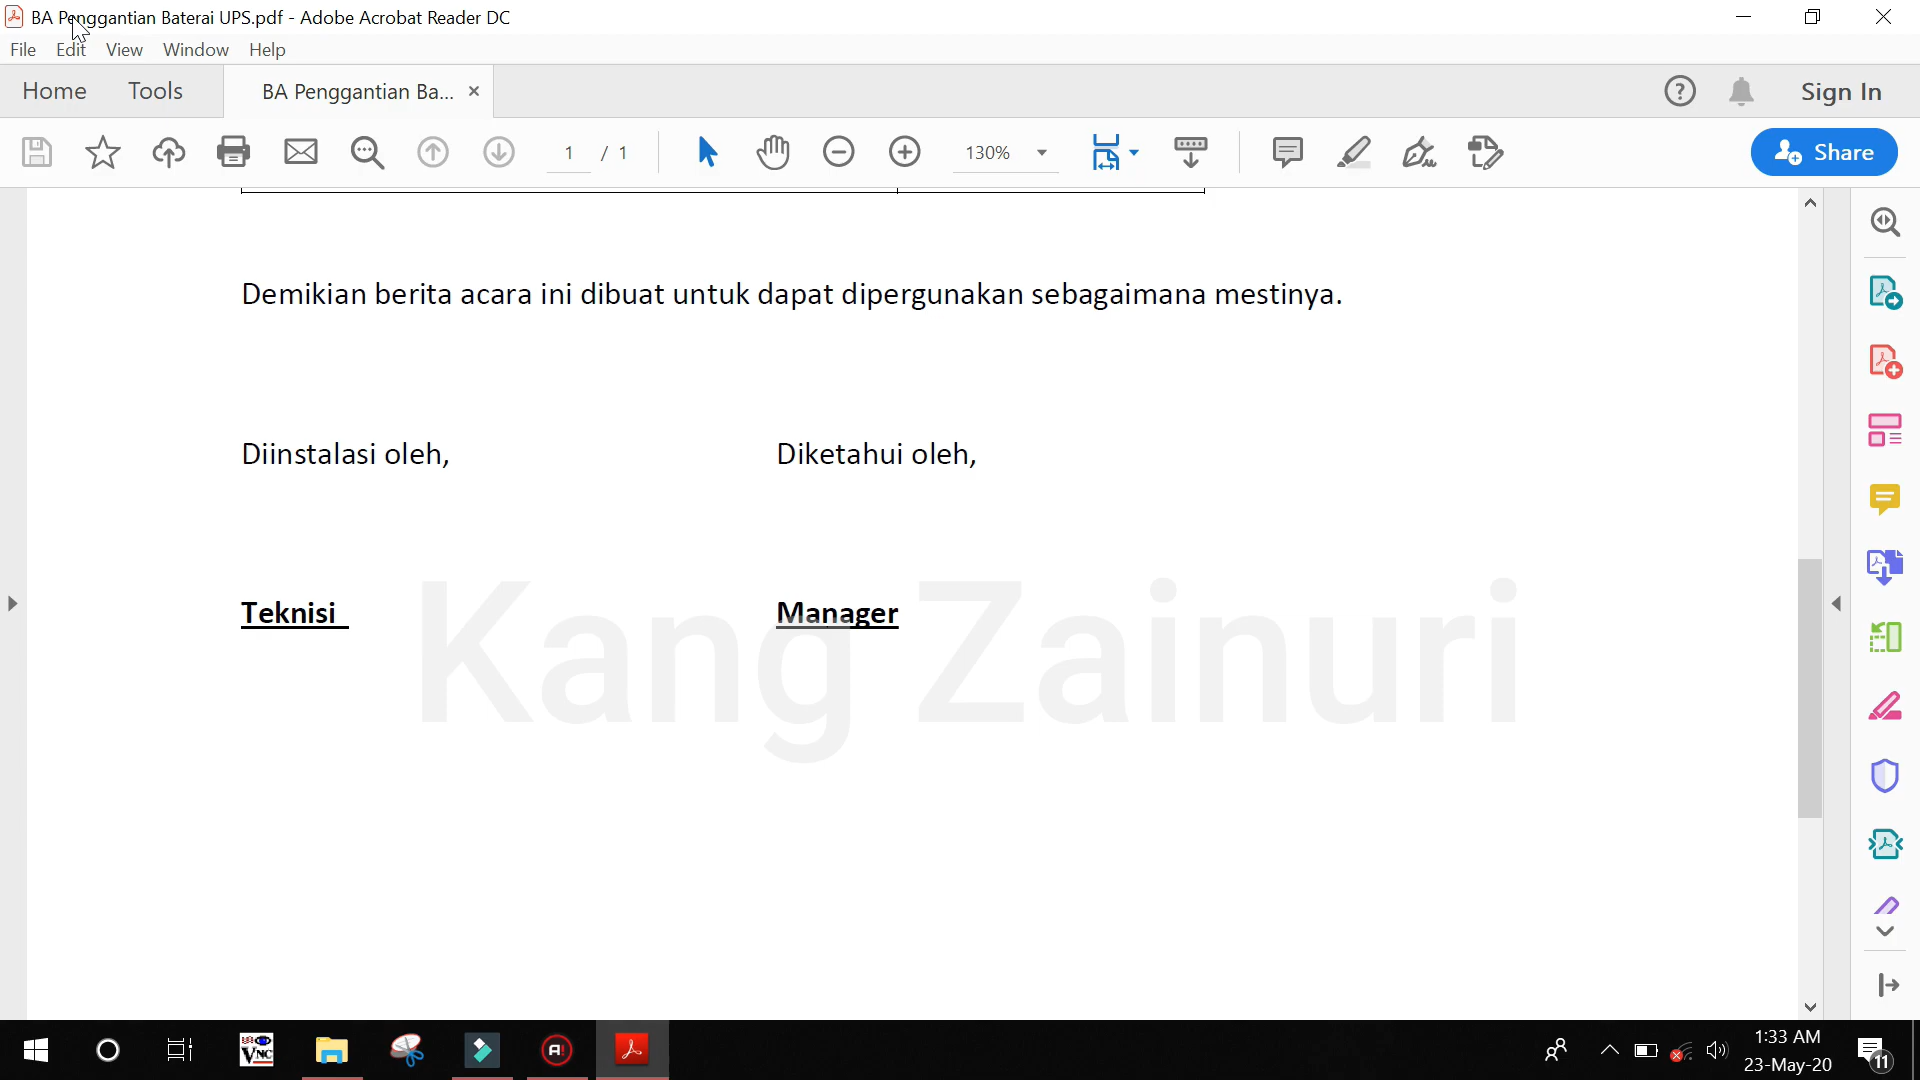 BA Penggantian Baterai UPS.pdf - Adobe Acrobat Reader DC
File Edit View Window Help
Home Tools BA Penggantian Ba... × Sign In
1 / 1 130% Share
Demikian berita acara ini dibuat untuk dapat dipergunakan sebagaimana mestinya.
Diinstalasi oleh, Diketahui oleh,
Teknisi Manager
Kang Zainuri
VNC A! 1:33 AM
23-May-20 11